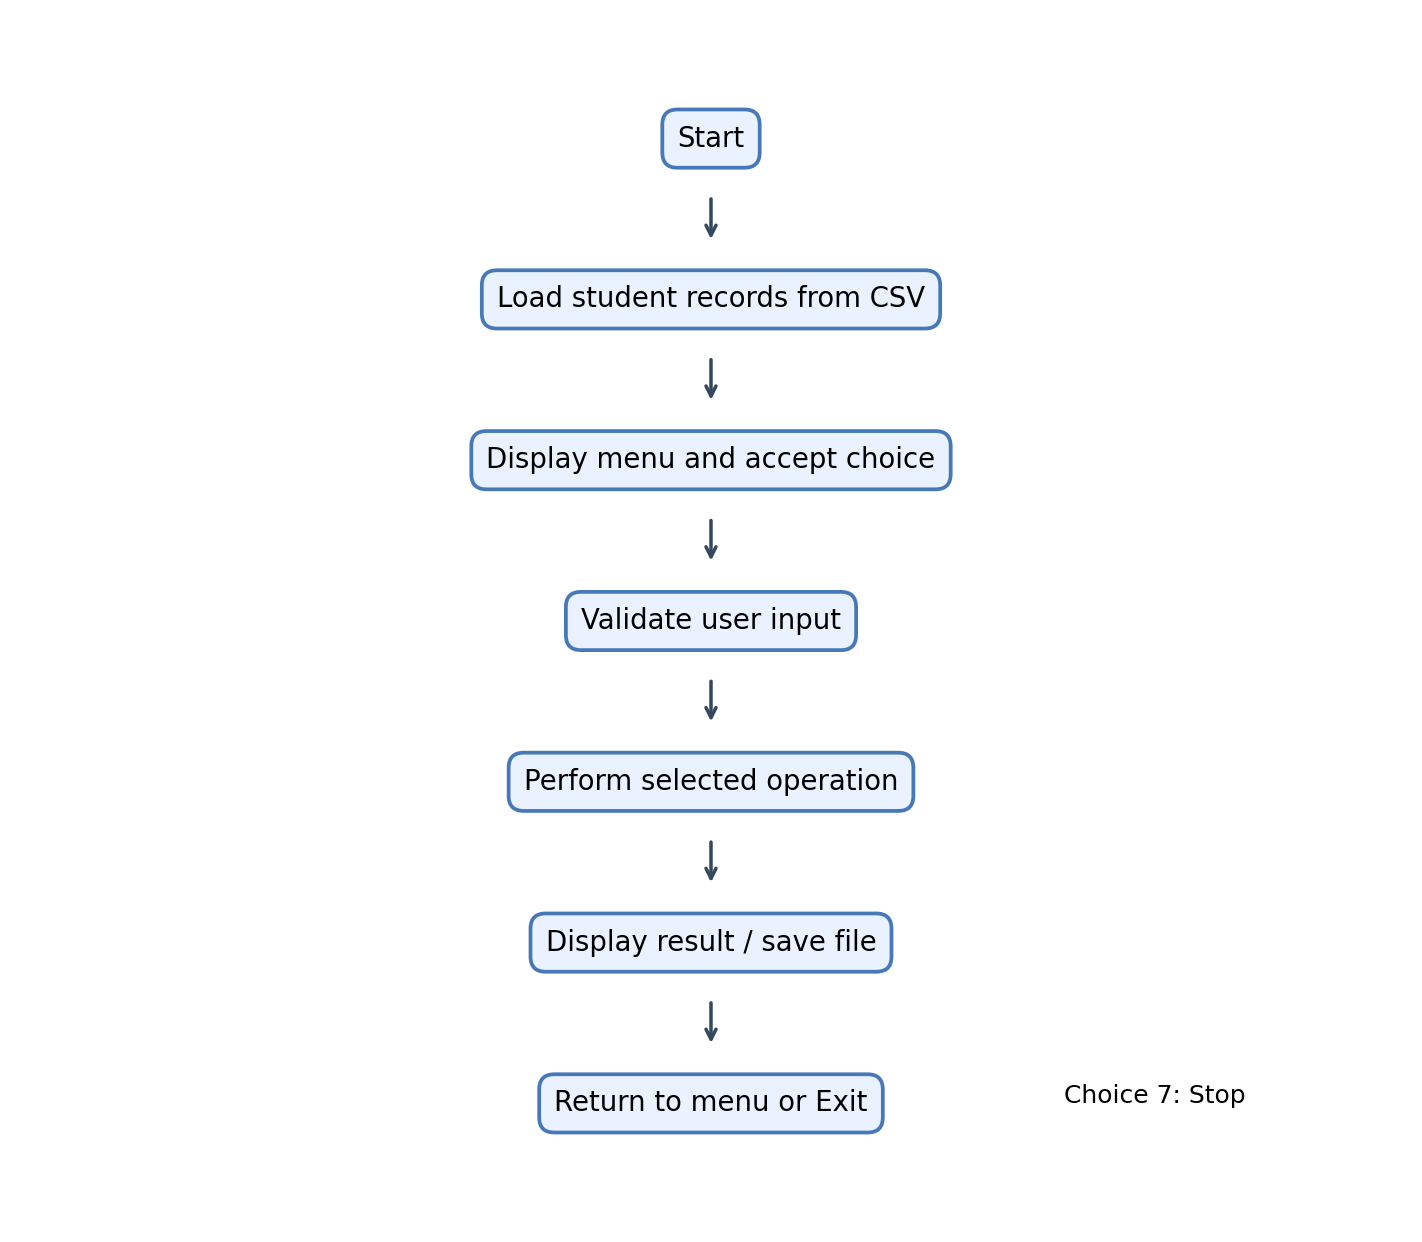 Start
Load student records from CSV
Display menu and accept choice
Validate user input
Perform selected operation
Display result / save file
Return to menu or Exit
Choice 7: Stop